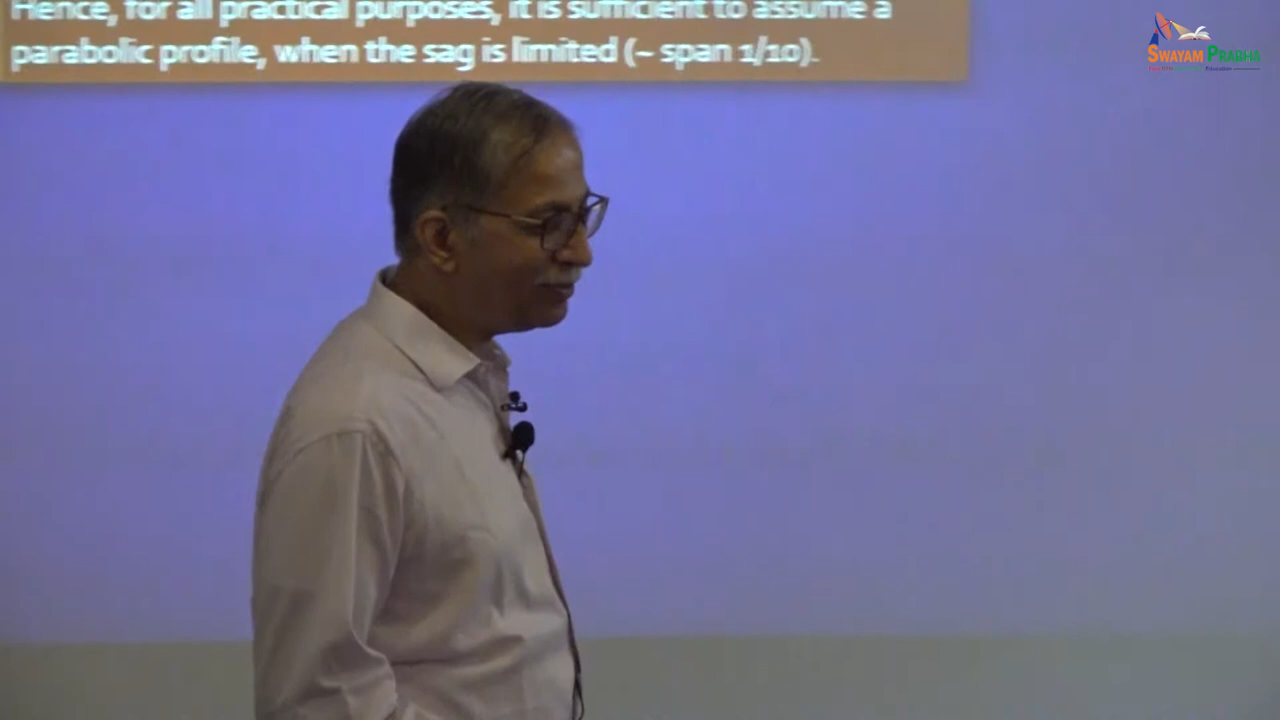 Hence, for all practical purposes, it is sufficient to assume a
parabolic profile, when the sag is limited (~ span 1/10).
SWAYAM PRABHA